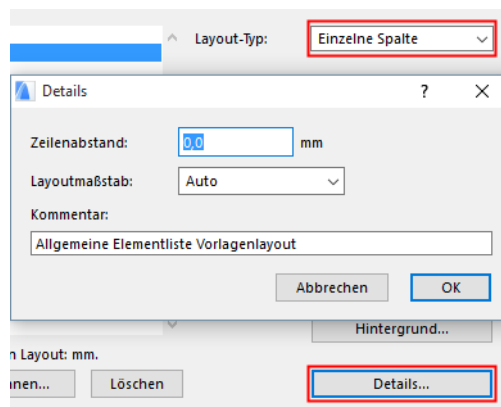 Layout-Typ: Einzelne Spalte
Details ?
Zeilenabstand: 0,0 mm
Layoutmaßstab: Auto
Kommentar:
Allgemeine Elementliste Vorlagenlayout
Abbrechen OK
Hintergrund...
n Layout: mm.
Löschen Details...